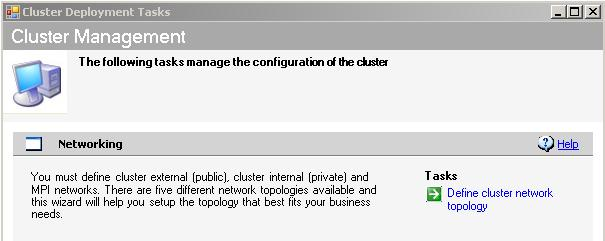 Cluster Deployment Tasks
Cluster Management
The following tasks manage the configuration of the cluster
Networking
Help
You must define cluster external (public), cluster internal (private) and
MPI networks. There are five different network topologies available and
this wizard will help you setup the topology that best fits your business
needs.
Tasks
Define cluster network
topology